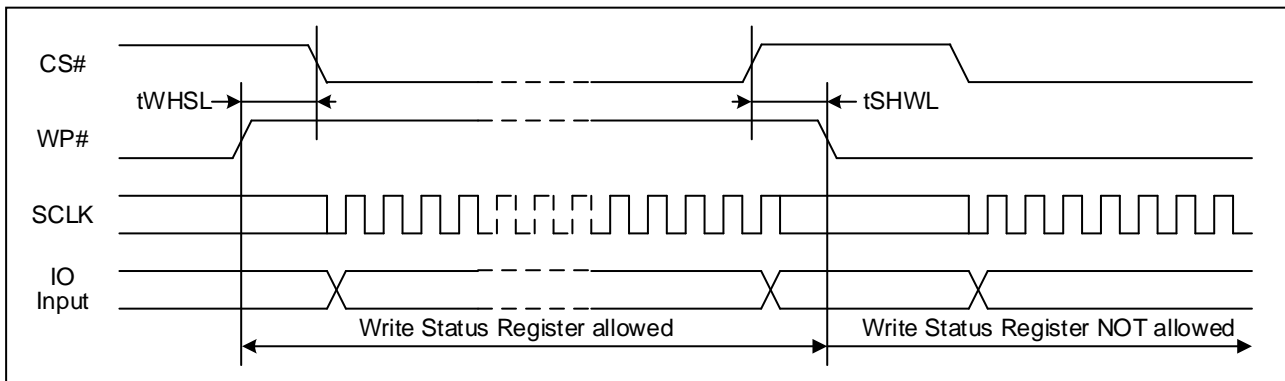 CS#
tWHSL
tSHWL
WP#
SCLK
IO
Input
Write Status Register allowed
Write Status Register NOT allowed